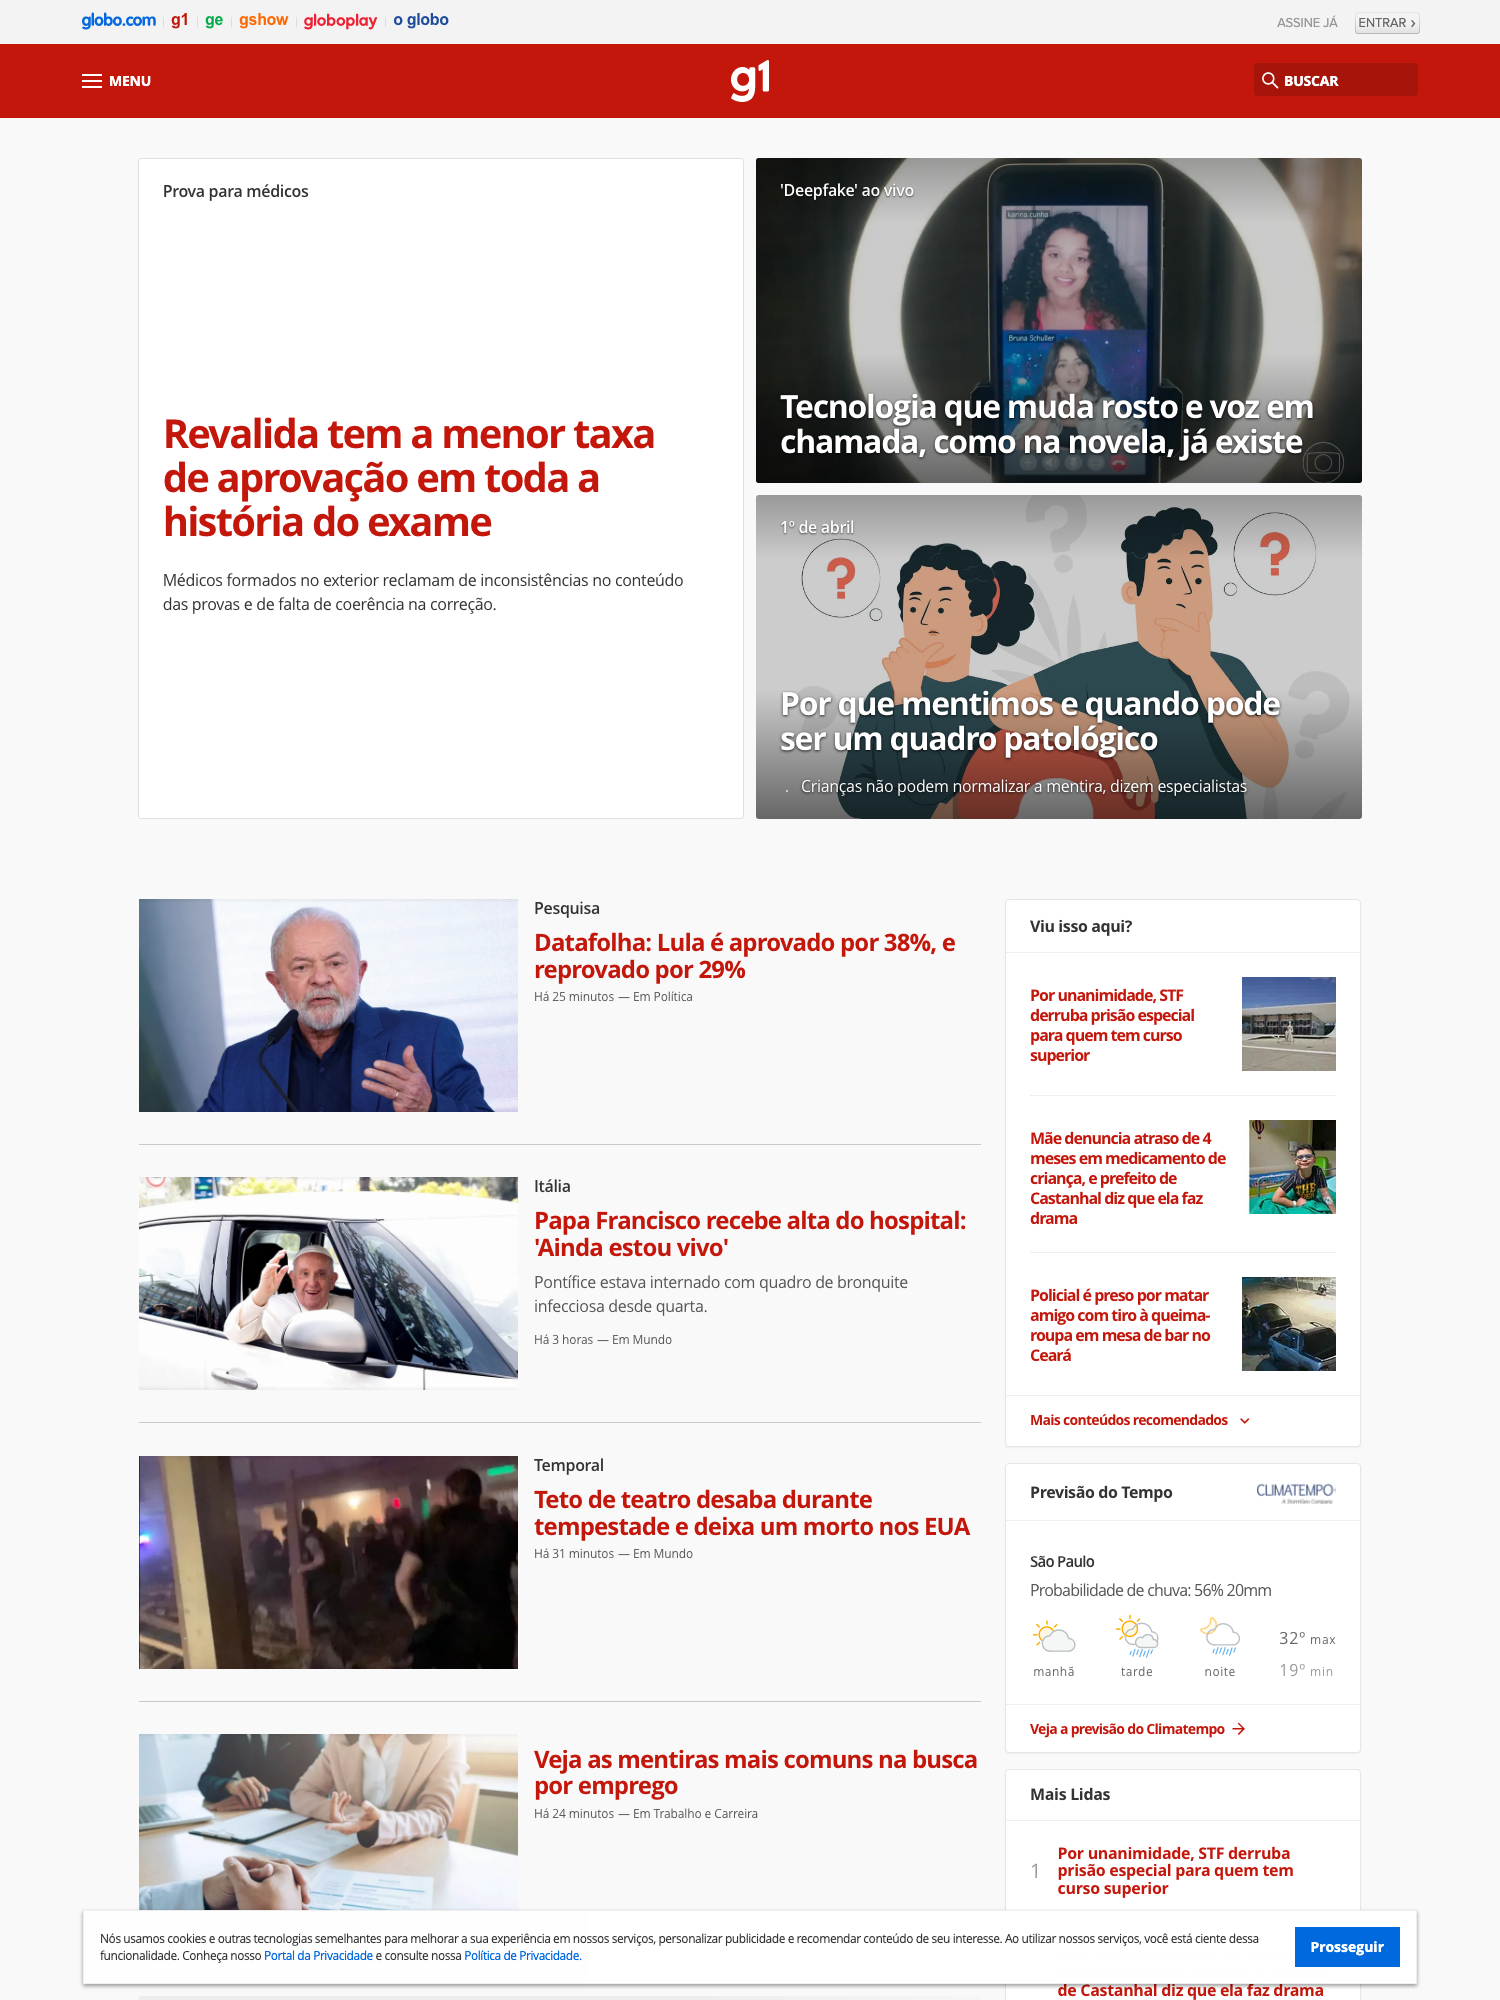 globo.com g1 ge gshow globoplay o globo
ASSINE JÁ ENTRAR ›
MENU
g1
BUSCAR
Prova para médicos
Revalida tem a menor taxa
de aprovação em toda a
história do exame
Médicos formados no exterior reclamam de inconsistências no conteúdo
das provas e de falta de coerência na correção.
'Deepfake' ao vivo
karina.cunha
Bruna Schuller
Tecnologia que muda rosto e voz em
chamada, como na novela, já existe
1º de abril
?
?
Por que mentimos e quando pode
ser um quadro patológico
. Crianças não podem normalizar a mentira, dizem especialistas
Pesquisa
Datafolha: Lula é aprovado por 38%, e
reprovado por 29%
Há 25 minutos — Em Política
Itália
Papa Francisco recebe alta do hospital:
'Ainda estou vivo'
Pontífice estava internado com quadro de bronquite
infecciosa desde quarta.
Há 3 horas — Em Mundo
Temporal
Teto de teatro desaba durante
tempestade e deixa um morto nos EUA
Há 31 minutos — Em Mundo
Veja as mentiras mais comuns na busca
por emprego
Há 24 minutos — Em Trabalho e Carreira
Viu isso aqui?
Por unanimidade, STF
derruba prisão especial
para quem tem curso
superior
Mãe denuncia atraso de 4
meses em medicamento de
criança, e prefeito de
Castanhal diz que ela faz
drama
THE
Policial é preso por matar
amigo com tiro à queima-
roupa em mesa de bar no
Ceará
Mais conteúdos recomendados
Previsão do Tempo
CLIMATEMPO
A StormGeo Company
São Paulo
Probabilidade de chuva: 56% 20mm
manhã tarde noite
32º max
19º min
Veja a previsão do Climatempo
Mais Lidas
1
Por unanimidade, STF derruba
prisão especial para quem tem
curso superior
de Castanhal diz que ela faz drama
Nós usamos cookies e outras tecnologias semelhantes para melhorar a sua experiência em nossos serviços, personalizar publicidade e recomendar conteúdo de seu interesse. Ao utilizar nossos serviços, você está ciente dessa
funcionalidade. Conheça nosso Portal da Privacidade e consulte nossa Política de Privacidade.
Prosseguir